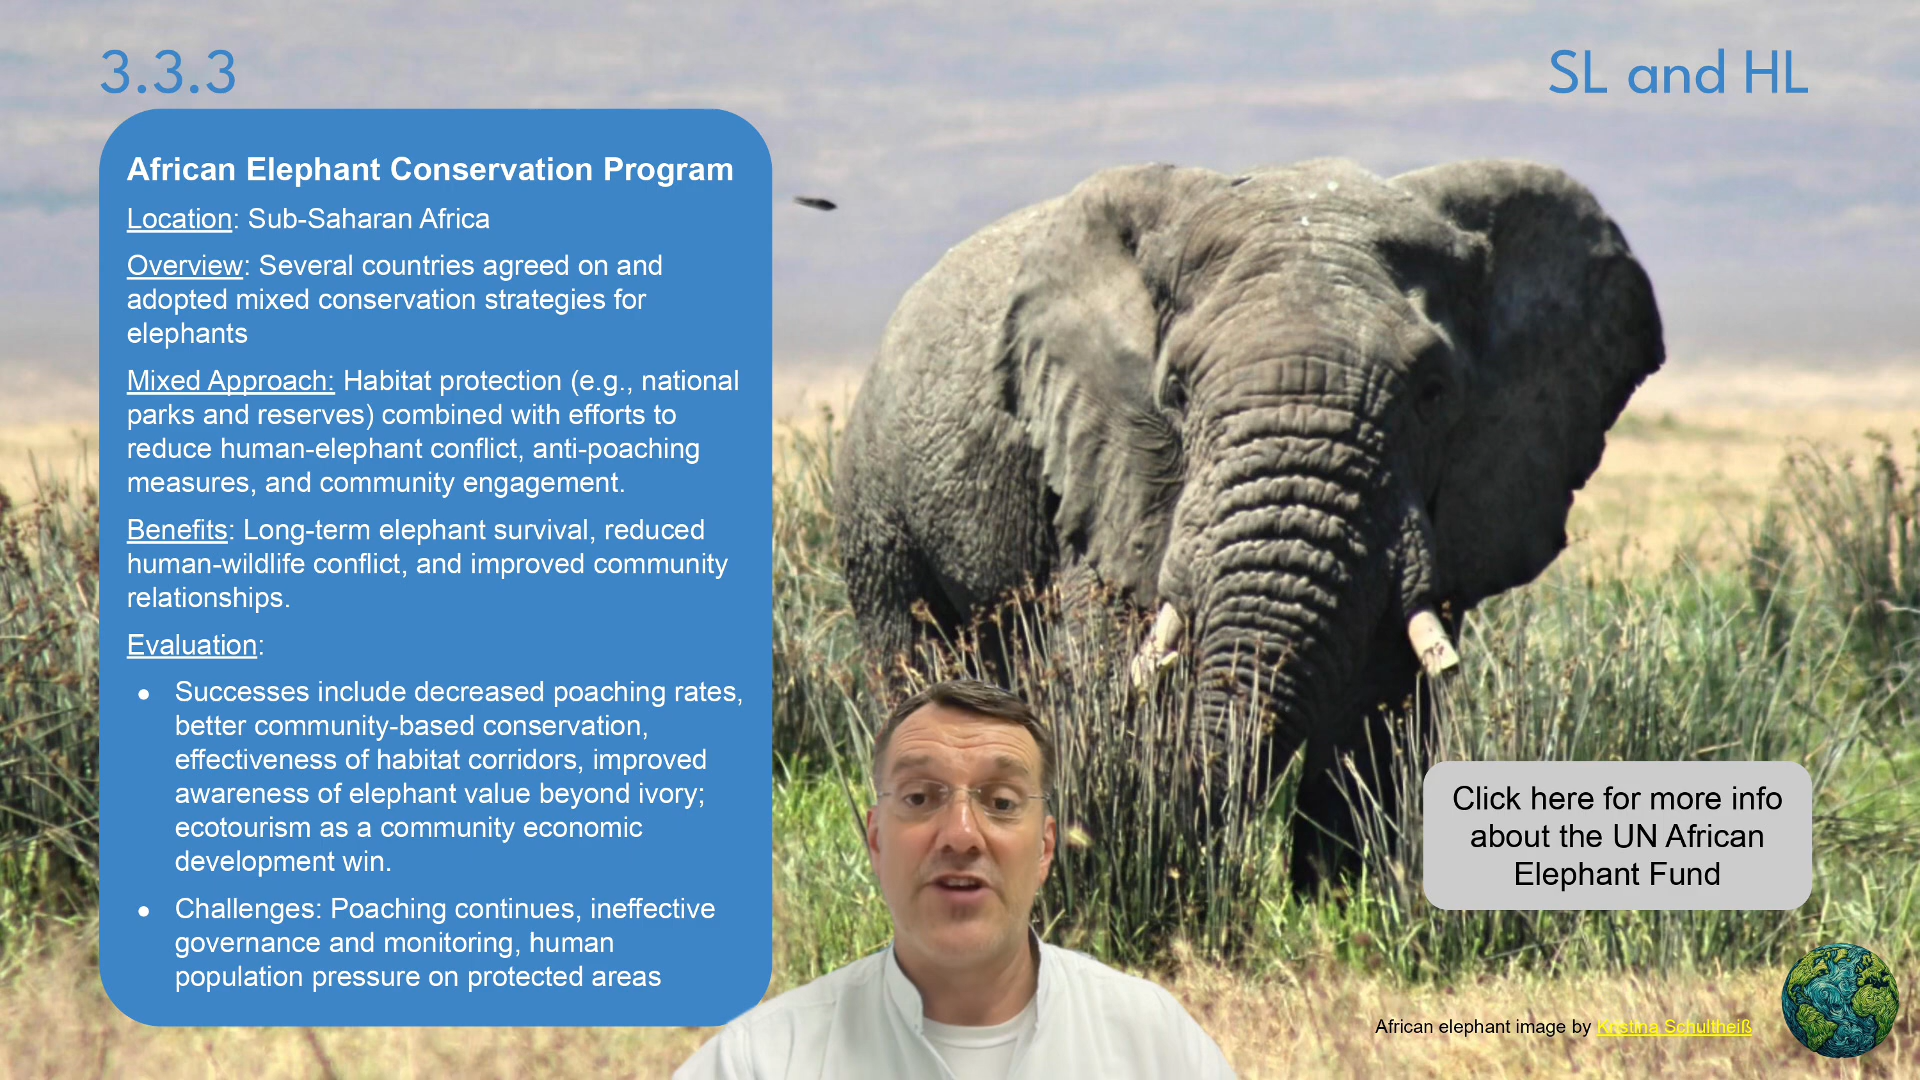 3.3.3
SL and HL
African Elephant Conservation Program
Location: Sub-Saharan Africa
Overview: Several countries agreed on and
adopted mixed conservation strategies for
elephants
Mixed Approach: Habitat protection (e.g., national
parks and reserves) combined with efforts to
reduce human-elephant conflict, anti-poaching
measures, and community engagement.
Benefits: Long-term elephant survival, reduced
human-wildlife conflict, and improved community
relationships.
Evaluation:
● Successes include decreased poaching rates,
better community-based conservation,
effectiveness of habitat corridors, improved
awareness of elephant value beyond ivory;
ecotourism as a community economic
development win.
● Challenges: Poaching continues, ineffective
governance and monitoring, human
population pressure on protected areas
Click here for more info
about the UN African
Elephant Fund
African elephant image by Kristina Schultheiß